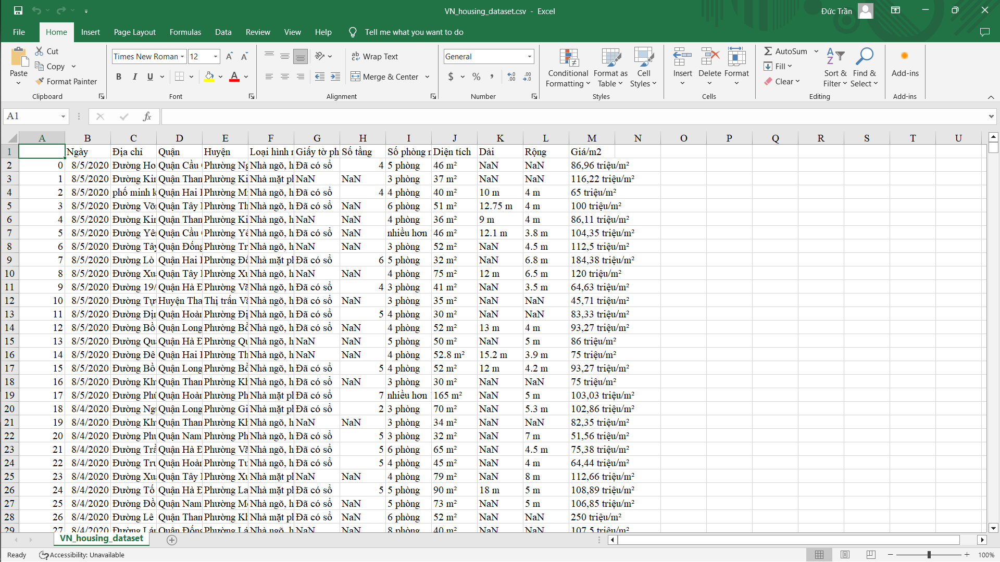 VN_housing_dataset.csv - Excel
Đức Trần
File Home Insert Page Layout Formulas Data Review View Help Tell me what you want to do
Paste
Cut
Copy
Format Painter
Clipboard
Times New Roman 12
B I U
Font
Wrap Text
Merge & Center
Alignment
General
$ % ,
Number
Conditional Formatting
Format as Table
Cell Styles
Styles
Insert Delete Format
Cells
AutoSum
Fill
Clear
Sort & Filter
Find & Select
Editing
Add-ins
Add-ins
A1 fx
A B C D E F G H I J K L M N O P Q R S T U
1 Ngày Địa chỉ Quận Huyện Loại hình Giấy tờ ph Số tầng Số phòng Diện tích Dài Rộng Giá/m2
2 0 8/5/2020 Đường Ho Quận Cầu Phường Ng Nhà ngõ, h Đã có sổ 4 5 phòng 46 m² NaN NaN 86,96 triệu/m²
3 1 8/5/2020 Đường Kin Quận Than Phường Ki Nhà mặt ph NaN NaN 3 phòng 37 m² NaN NaN 116,22 triệu/m²
4 2 8/5/2020 phố minh k Quận Hai Phường Mi Nhà ngõ, h Đã có sổ 4 4 phòng 40 m² 10 m 4 m 65 triệu/m²
5 3 8/5/2020 Đường Võn Quận Tây Phường Th Nhà ngõ, h Đã có sổ NaN 6 phòng 51 m² 12.75 m 4 m 100 triệu/m²
6 4 8/5/2020 Đường Kin Quận Than Phường Ki Nhà ngõ, h NaN NaN 4 phòng 36 m² 9 m 4 m 86,11 triệu/m²
7 5 8/5/2020 Đường Yên Quận Cầu Phường Yê Nhà ngõ, h Đã có sổ NaN nhiều hơn 46 m² 12.1 m 3.8 m 104,35 triệu/m²
8 6 8/5/2020 Đường Tây Quận Đống Phường Tr Nhà ngõ, h NaN NaN 3 phòng 52 m² NaN 4.5 m 112,5 triệu/m²
9 7 8/5/2020 Đường Lò Quận Hai Phường Đố Nhà mặt ph Đã có sổ 6 5 phòng 32 m² NaN 6.8 m 184,38 triệu/m²
10 8 8/5/2020 Đường Xuâ Quận Tây Phường Xu Nhà ngõ, h NaN NaN 4 phòng 75 m² 12 m 6.5 m 120 triệu/m²
11 9 8/5/2020 Đường 19/ Quận Hà Đ Phường Vă Nhà ngõ, h Đã có sổ 4 3 phòng 41 m² NaN 3.5 m 64,63 triệu/m²
12 10 8/5/2020 Đường Tựu Huyện Tha Thị trấn Vă Nhà ngõ, h Đã có sổ NaN 3 phòng 35 m² NaN NaN 45,71 triệu/m²
13 11 8/5/2020 Đường Địn Quận Hoàn Phường Đị Nhà ngõ, h Đã có sổ 5 4 phòng 30 m² NaN NaN 83,33 triệu/m²
14 12 8/5/2020 Đường Bồ Quận Long Phường Bồ Nhà ngõ, h Đã có sổ NaN 4 phòng 52 m² 13 m 4 m 93,27 triệu/m²
15 13 8/5/2020 Đường Qua Quận Hà Đ Phường Qu Nhà ngõ, h NaN NaN 5 phòng 50 m² NaN 5 m 86 triệu/m²
16 14 8/5/2020 Đường Đê Quận Hai Phường Th Nhà ngõ, h NaN NaN 4 phòng 52.8 m² 15.2 m 3.9 m 75 triệu/m²
17 15 8/5/2020 Đường Bồ Quận Long Phường Bồ Nhà ngõ, h Đã có sổ 5 4 phòng 52 m² 12 m 4.2 m 93,27 triệu/m²
18 16 8/5/2020 Đường Khư Quận Than Phường Kh Nhà ngõ, h Đã có sổ NaN 3 phòng 30 m² NaN NaN 75 triệu/m²
19 17 8/5/2020 Đường Phú Quận Hoàn Phường Ph Nhà mặt ph Đã có sổ 7 nhiều hơn 165 m² NaN 5 m 103,03 triệu/m²
20 18 8/4/2020 Đường Ngu Quận Long Phường Gi Nhà mặt ph Đã có sổ 2 3 phòng 70 m² NaN 5.3 m 102,86 triệu/m²
21 19 8/4/2020 Đường Khư Quận Than Phường Kh Nhà ngõ, h NaN NaN 3 phòng 34 m² NaN NaN 82,35 triệu/m²
22 20 8/4/2020 Đường Phu Quận Nam Phường Ph Nhà ngõ, h Đã có sổ 5 3 phòng 32 m² NaN 7 m 51,56 triệu/m²
23 21 8/4/2020 Đường Trầ Quận Hà Đ Phường Vă Nhà ngõ, h Đã có sổ 5 6 phòng 65 m² NaN 4.5 m 75,38 triệu/m²
24 22 8/4/2020 Đường Trư Quận Hoàn Phường Tư Nhà ngõ, h Đã có sổ 5 4 phòng 45 m² NaN 4 m 64,44 triệu/m²
25 23 8/4/2020 Đường Xuâ Quận Tây Phường Xu Nhà mặt ph NaN NaN 4 phòng 79 m² NaN 8 m 112,66 triệu/m²
26 24 8/4/2020 Đường Tố Quận Hà Đ Phường La Nhà mặt ph Đã có sổ 5 5 phòng 90 m² 18 m 5 m 108,89 triệu/m²
27 25 8/4/2020 Đường Đồn Quận Nam Phường Mễ Nhà ngõ, h Đã có sổ NaN 5 phòng 73 m² NaN 5 m 106,85 triệu/m²
28 26 8/4/2020 Đường Lê Quận Than Phường Kh Nhà mặt ph Đã có sổ NaN 6 phòng 52 m² NaN NaN 250 triệu/m²
29 27 8/4/2020 Đường Lán Quận Đống Phường Lá Nhà ngõ, h NaN NaN 8 phòng 40 m² NaN NaN 107,5 triệu/m²
VN_housing_dataset
Ready Accessibility: Unavailable 100%